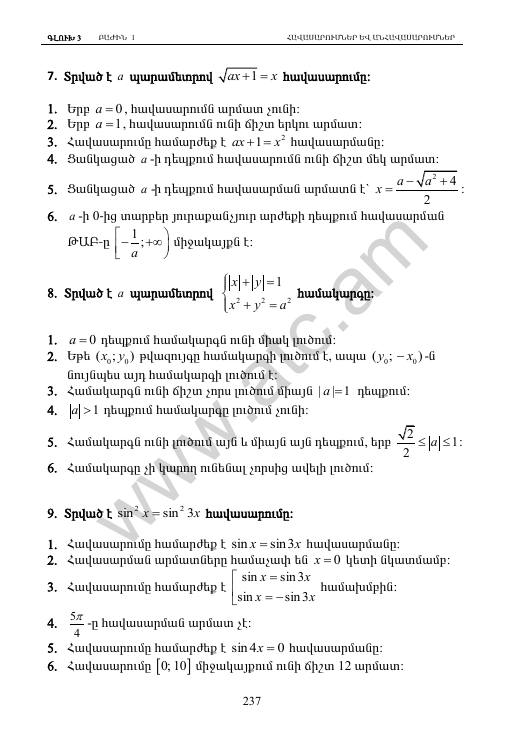 ԳԼՈՒԽ 3 ԲԱԺԻՆ I ՀԱՎԱՍԱՐՈՒՄՆԵՐ ԵՎ ԱՆՀԱՎԱՍԱՐՈՒՄՆԵՐ
7. Տրված է a պարամետրով √(ax+1) = x հավասարումը:
1. Երբ a = 0, հավասարումն արմատ չունի:
2. Երբ a = 1, հավասարումն ունի ճիշտ երկու արմատ:
3. Հավասարումը համարժեք է ax + 1 = x² հավասարմանը:
4. Ցանկացած a -ի դեպքում հավասարումն ունի ճիշտ մեկ արմատ:
5. Ցանկացած a -ի դեպքում հավասարման արմատն է` x = (a − √(a² + 4))/2 :
6. a -ի 0-ից տարբեր յուրաքանչյուր արժեքի դեպքում հավասարման
ԹԱԲ-ը [−1/a; +∞) միջակայքն է:
8. Տրված է a պարամետրով {|x| + |y| = 1
x² + y² = a² համակարգը:
1. a = 0 դեպքում համակարգն ունի միակ լուծում:
2. Եթե (x₀; y₀) թվազույգը համակարգի լուծում է, ապա (y₀; − x₀) -ն
նույնպես այդ համակարգի լուծում է:
3. Համակարգն ունի ճիշտ չորս լուծում միայն |a|=1 դեպքում:
4. |a| > 1 դեպքում համակարգը լուծում չունի:
5. Համակարգն ունի լուծում այն և միայն այն դեպքում, երբ √2/2 ≤ |a| ≤ 1:
6. Համակարգը չի կարող ունենալ չորսից ավելի լուծում:
9. Տրված է sin² x = sin² 3x հավասարումը:
1. Հավասարումը համարժեք է sin x = sin 3x հավասարմանը:
2. Հավասարման արմատները համաչափ են x = 0 կետի նկատմամբ:
3. Հավասարումը համարժեք է [sin x = sin 3x
sin x = −sin 3x համախմբին:
4. 5π/4 -ը հավասարման արմատ չէ:
5. Հավասարումը համարժեք է sin 4x = 0 հավասարմանը:
6. Հավասարումը [0; 10] միջակայքում ունի ճիշտ 12 արմատ:
237
www.atc.am